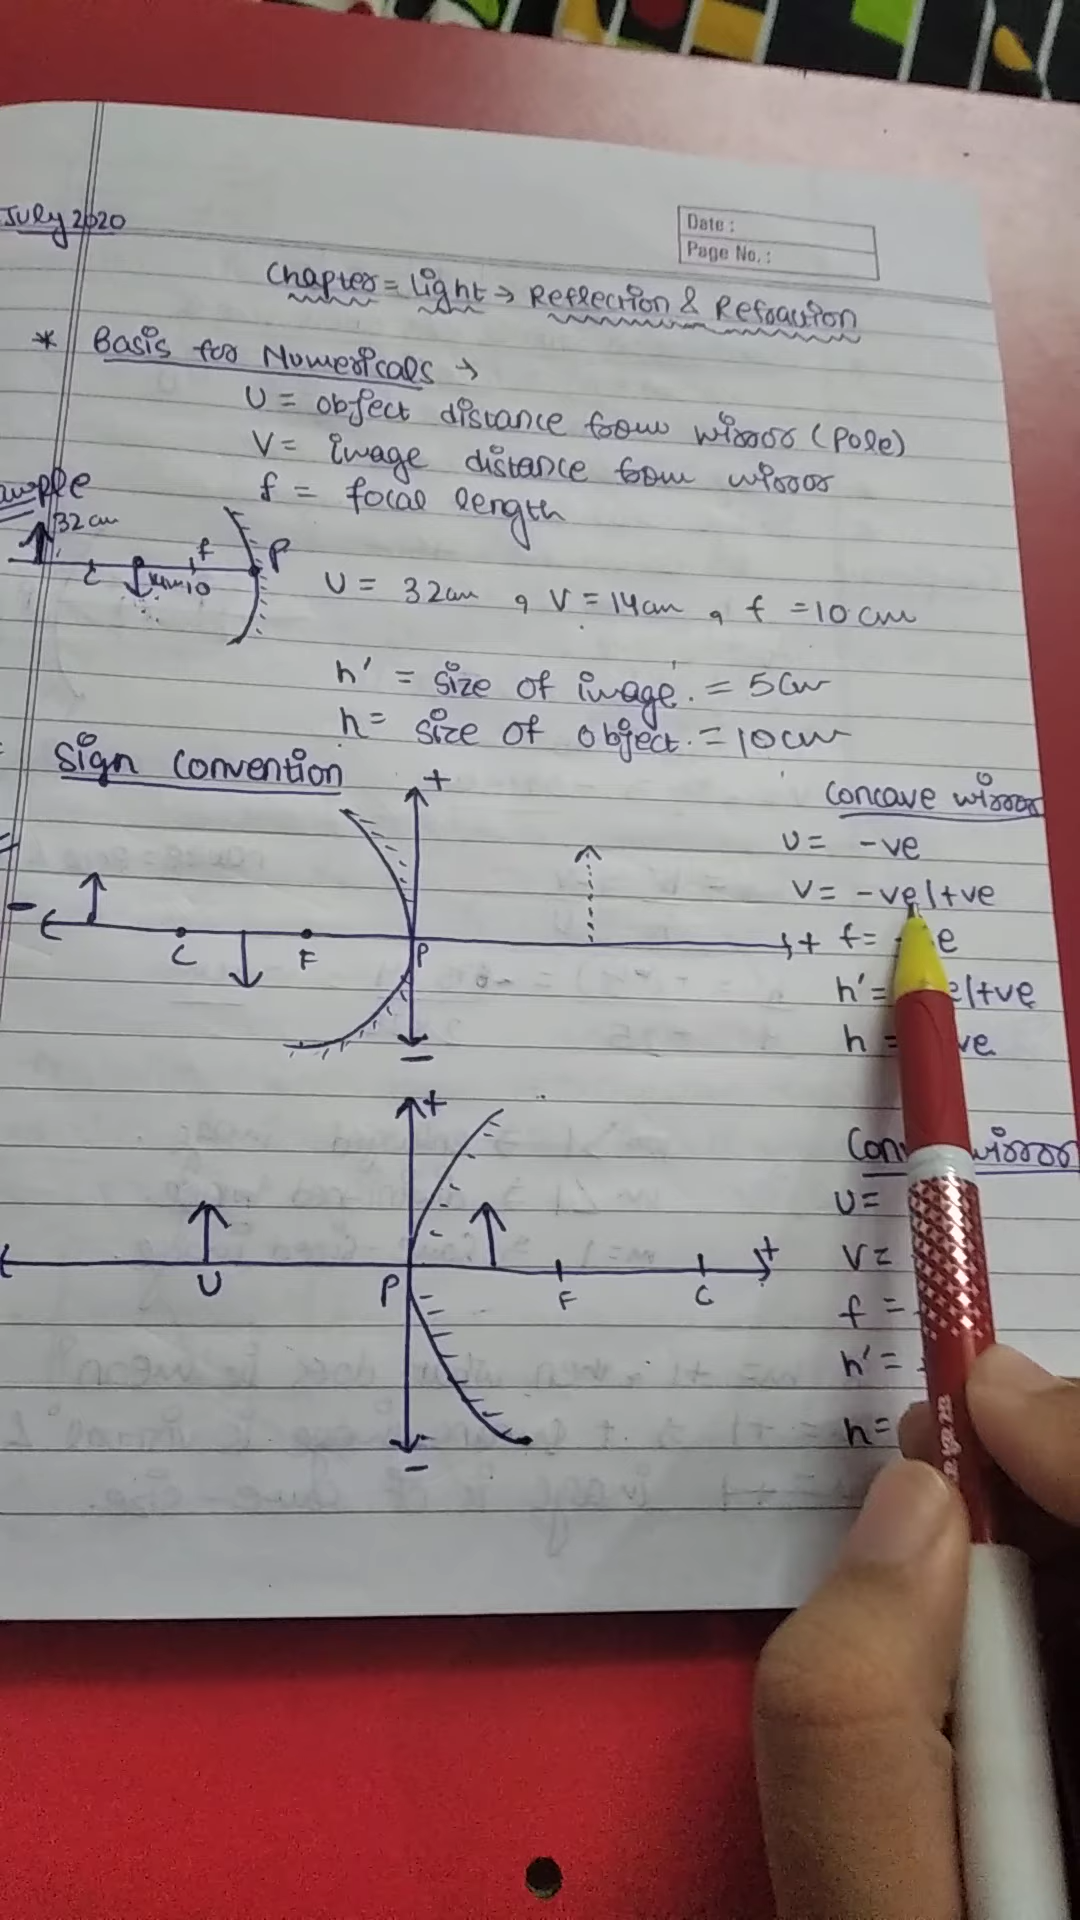 July 2020
Date :
Page No. :
Chapter = Light → Reflection & Refraction
* Basis for Numericals →
U = object distance from mirror (pole)
V = image distance from mirror
f = focal length
32 cm
f
P
C
10
U = 32 cm , V = 14 cm , f = 10 cm
h' = size of image. = 5 cm
h = size of object. = 10 cm
Sign Convention
+
-
C
F
P
+
-
Concave mirror
U = -ve
V = -ve/+ve
f =
h' = /+ve
h =
+
U
P
F
C
+
-
mirror
U =
V =
f =
h' =
h =